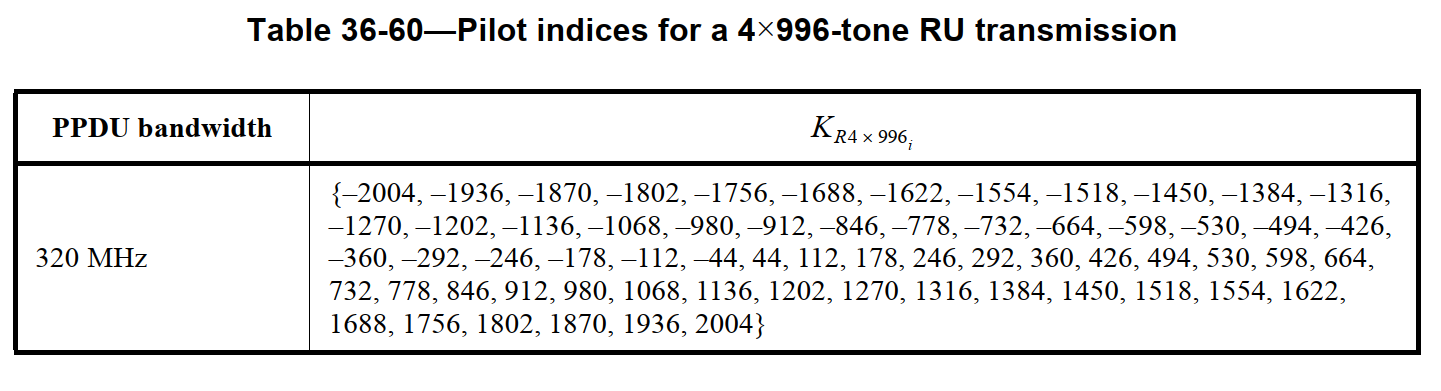 Table 36-60—Pilot indices for a 4×996-tone RU transmission
PPDU bandwidth
K_{R4×996_i}
320 MHz
{–2004, –1936, –1870, –1802, –1756, –1688, –1622, –1554, –1518, –1450, –1384, –1316,
–1270, –1202, –1136, –1068, –980, –912, –846, –778, –732, –664, –598, –530, –494, –426,
–360, –292, –246, –178, –112, –44, 44, 112, 178, 246, 292, 360, 426, 494, 530, 598, 664,
732, 778, 846, 912, 980, 1068, 1136, 1202, 1270, 1316, 1384, 1450, 1518, 1554, 1622,
1688, 1756, 1802, 1870, 1936, 2004}